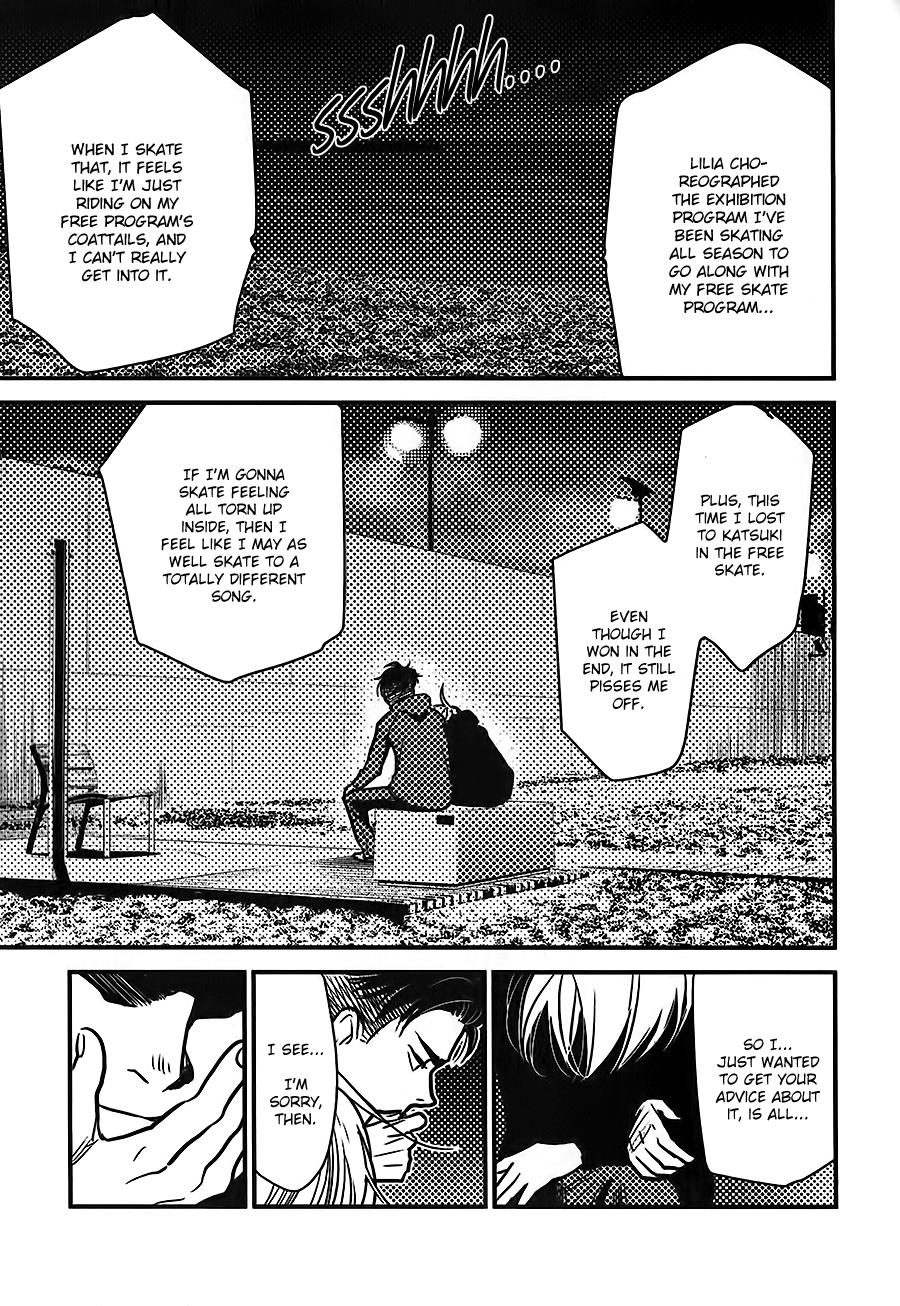 ssshhhh....
LILIA CHO-
REOGRAPHED
THE EXHIBITION
PROGRAM I'VE
BEEN SKATING
ALL SEASON TO
GO ALONG WITH
MY FREE SKATE
PROGRAM...
WHEN I SKATE
THAT, IT FEELS
LIKE I'M JUST
RIDING ON MY
FREE PROGRAM'S
COATTAILS, AND
I CAN'T REALLY
GET INTO IT.
PLUS, THIS
TIME I LOST
TO KATSUKI
IN THE FREE
SKATE.
EVEN
THOUGH I
WON IN THE
END, IT STILL
PISSES ME
OFF.
IF I'M GONNA
SKATE FEELING
ALL TORN UP
INSIDE, THEN I
FEEL LIKE I MAY AS
WELL SKATE TO A
TOTALLY DIFFERENT
SONG.
SO I...
JUST WANTED
TO GET YOUR
ADVICE ABOUT
IT, IS ALL...
I SEE...
I'M
SORRY,
THEN.